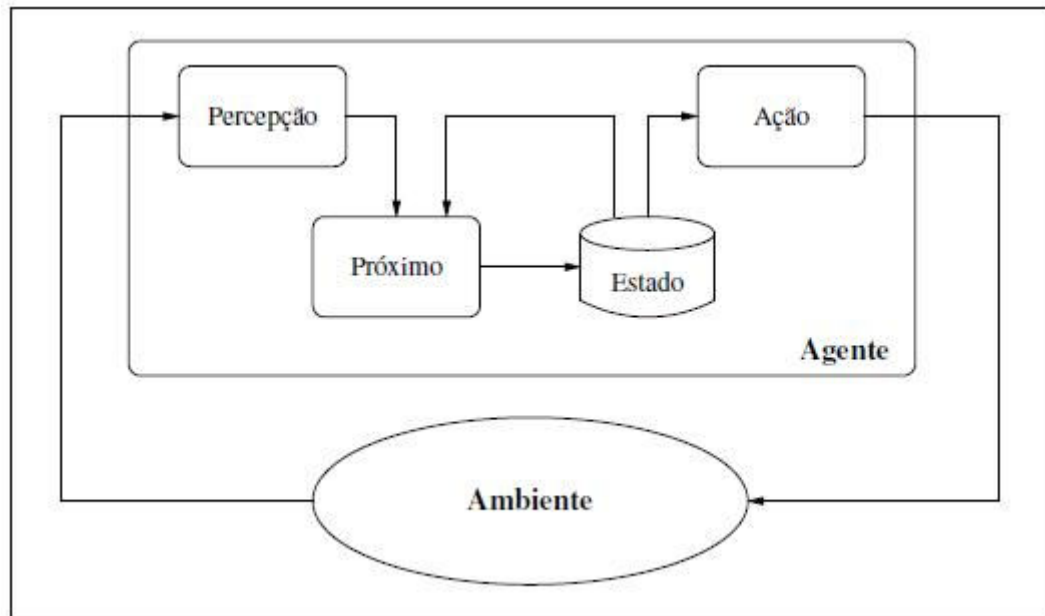 Percepção
Ação
Próximo
Estado
Agente
Ambiente